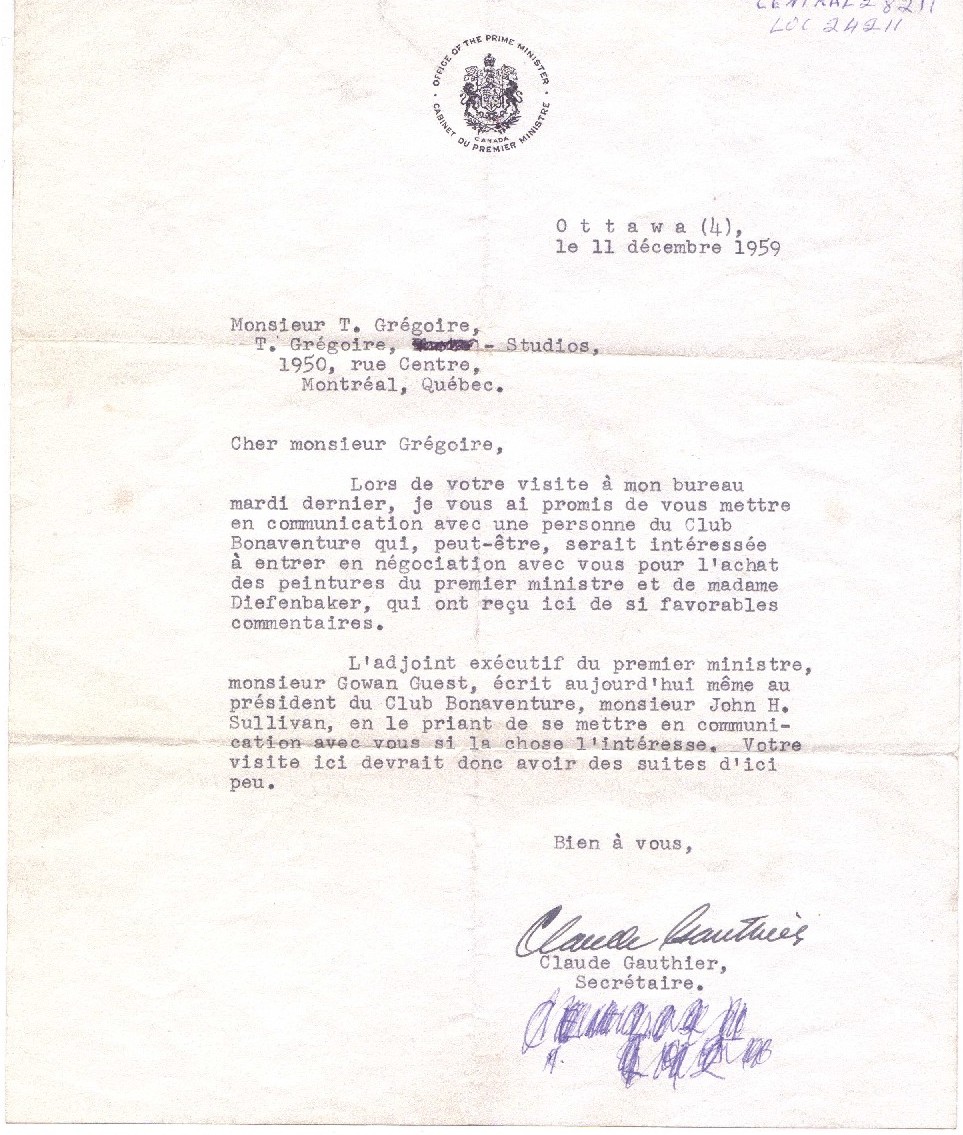 CENTRAL 28211
LOC 24211
OFFICE OF THE PRIME MINISTER
CANADA
CABINET DU PREMIER MINISTRE
O t t a w a (4),
le 11 décembre 1959
Monsieur T. Grégoire,
T. Grégoire, - Studios,
1950, rue Centre,
Montréal, Québec.
Cher monsieur Grégoire,
Lors de votre visite à mon bureau
mardi dernier, je vous ai promis de vous mettre
en communication avec une personne du Club
Bonaventure qui, peut-être, serait intéressée
à entrer en négociation avec vous pour l'achat
des peintures du premier ministre et de madame
Diefenbaker, qui ont reçu ici de si favorables
commentaires.
L'adjoint exécutif du premier ministre,
monsieur Gowan Guest, écrit aujourd'hui même au
président du Club Bonaventure, monsieur John H.
Sullivan, en le priant de se mettre en communi-
cation avec vous si la chose l'intéresse. Votre
visite ici devrait donc avoir des suites d'ici
peu.
Bien à vous,
Claude Gauthier
Claude Gauthier,
Secrétaire.